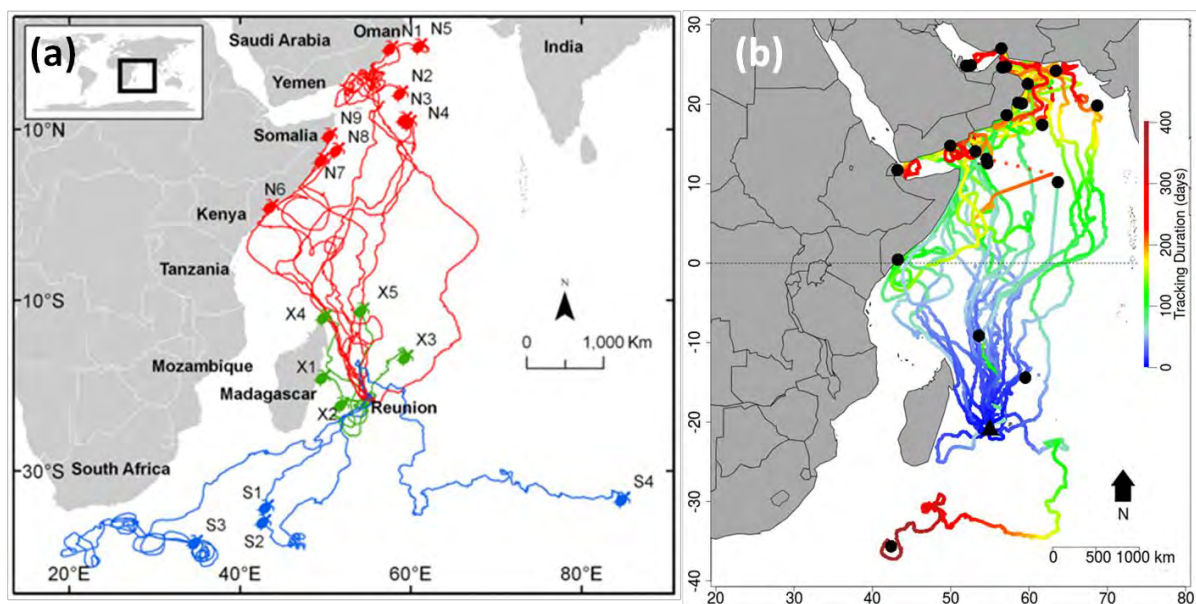 (a)
Saudi Arabia
OmanN1
N5
India
N2
Yemen
N3
N4
N9
10°N
Somalia
N8
N7
N6
Kenya
Tanzania
N
10°S
X5
X4
0
1,000 Km
X3
Mozambique
X1
Madagascar
X2
Reunion
30°S
South Africa
S1
S4
S3
S2
20°E
40°E
60°E
80°E
(b)
30
20
10
0
-10
-20
-30
-40
20
30
40
50
60
70
80
400
300
200
100
0
Tracking Duration (days)
N
0
500 1000 km